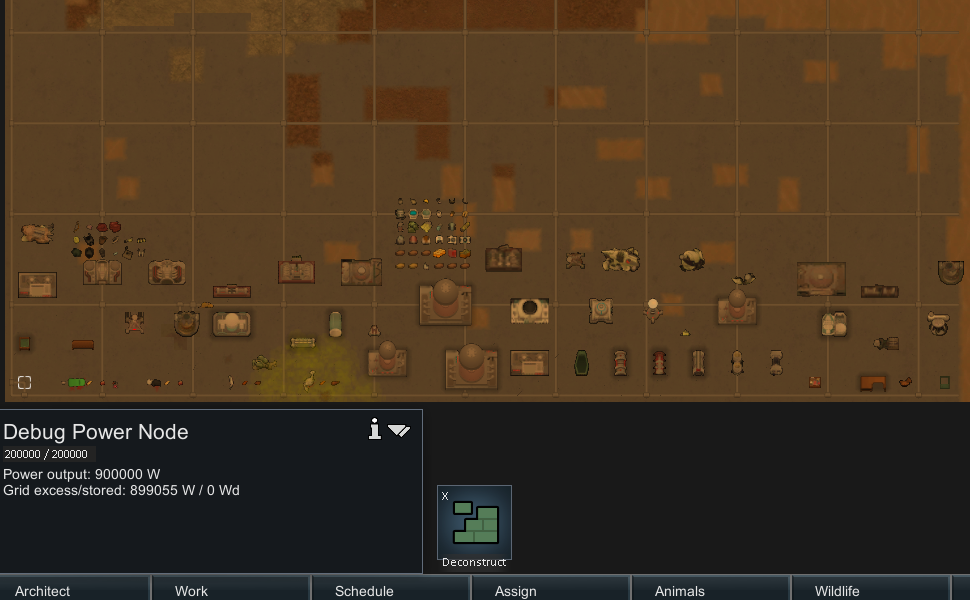 Debug Power Node
200000 / 200000
Power output: 900000 W
Grid excess/stored: 899055 W / 0 Wd
X
Deconstruct
Architect
Work
Schedule
Assign
Animals
Wildlife